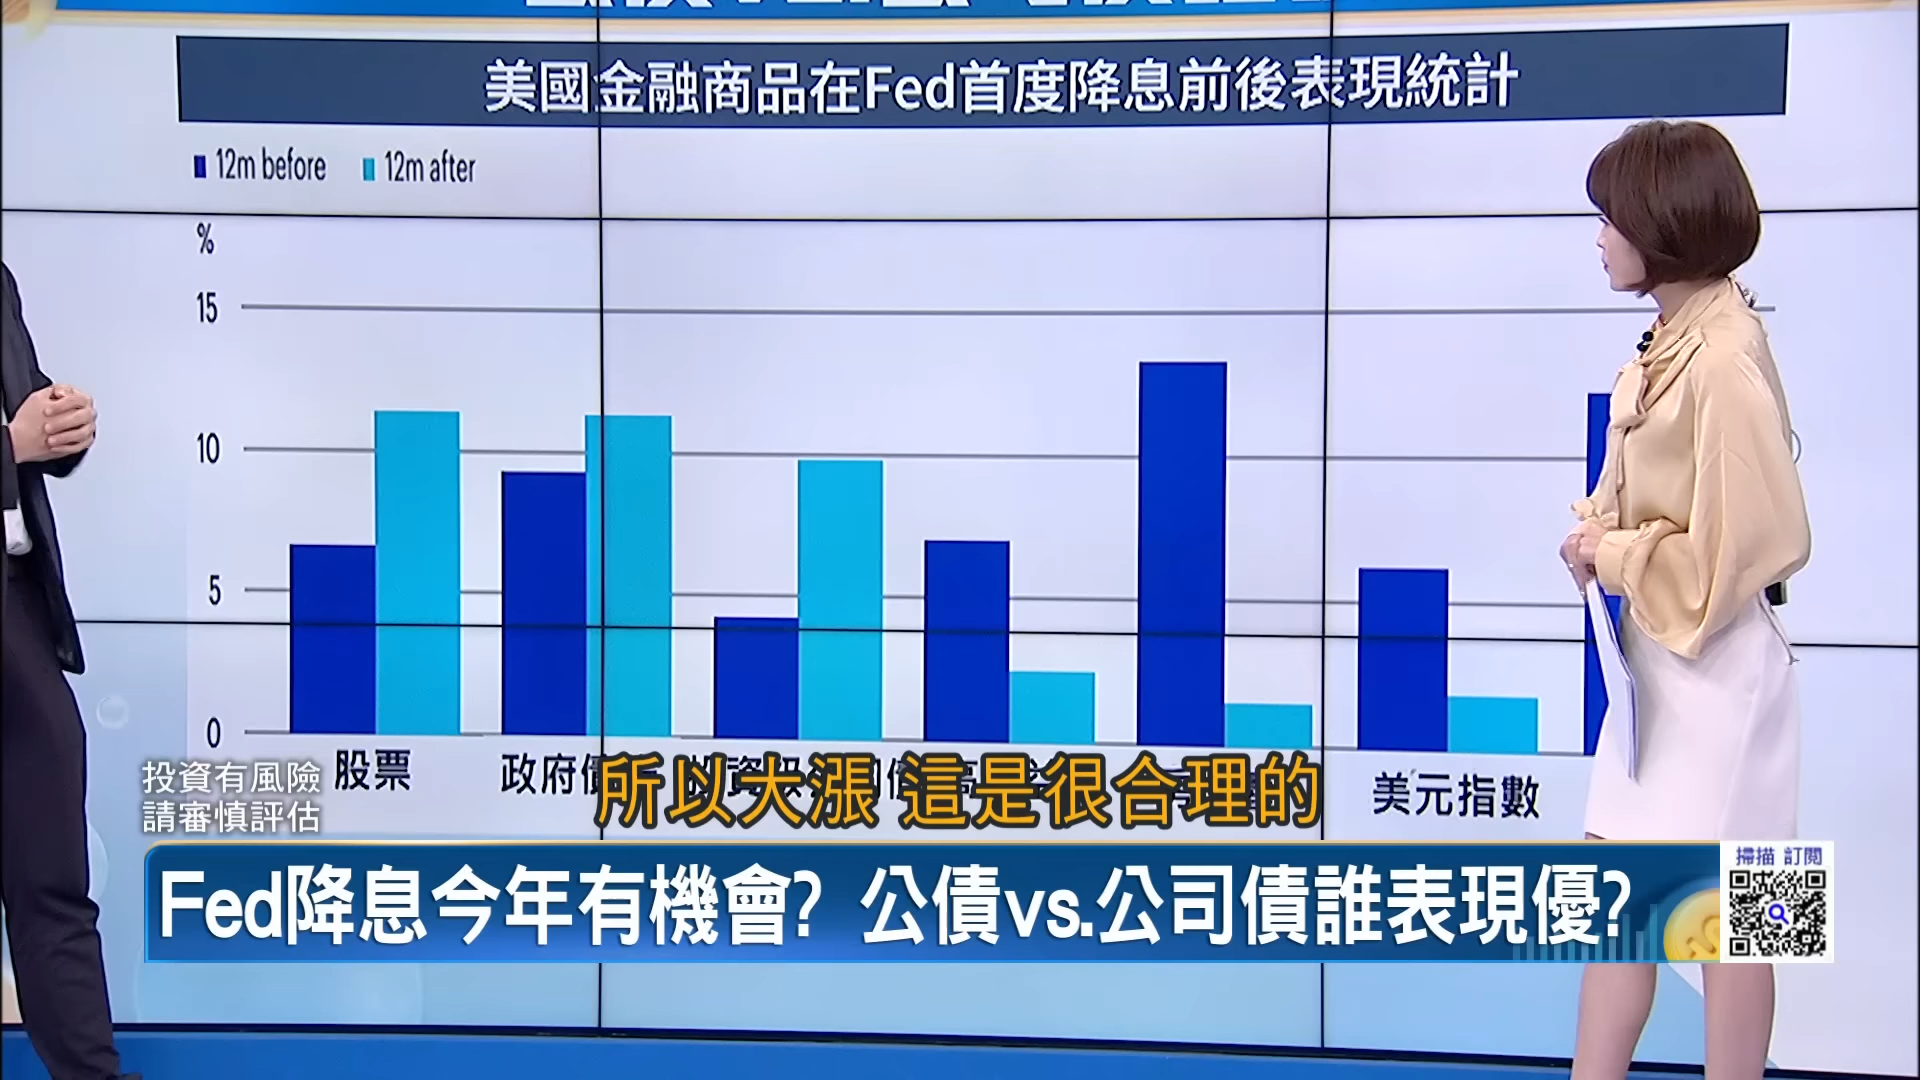 美國金融商品在Fed首度降息前後表現統計
12m before 12m after
%
15
10
5
0
股票 政府債 美元指數
所以大漲 這是很合理的
投資有風險
請審慎評估
Fed降息今年有機會? 公債vs.公司債誰表現優?
掃描 訂閱